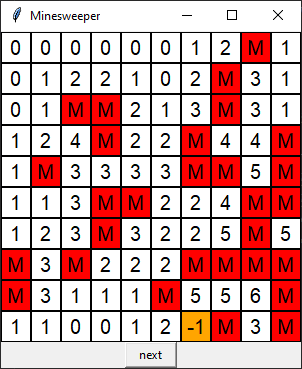 Minesweeper
0 0 0 0 0 0 1 2 M 1
0 1 2 2 1 0 2 M 3 1
0 1 M M 2 1 3 M 3 1
1 2 4 M 2 2 M 4 4 M
1 M 3 3 3 3 M M 5 M
1 1 3 M M 2 2 4 M M
1 2 3 M 3 2 2 5 M 5
M 3 M 2 2 2 M M M M
M 3 1 1 1 M 5 5 6 M
1 1 0 0 1 2 -1 M 3 M
next